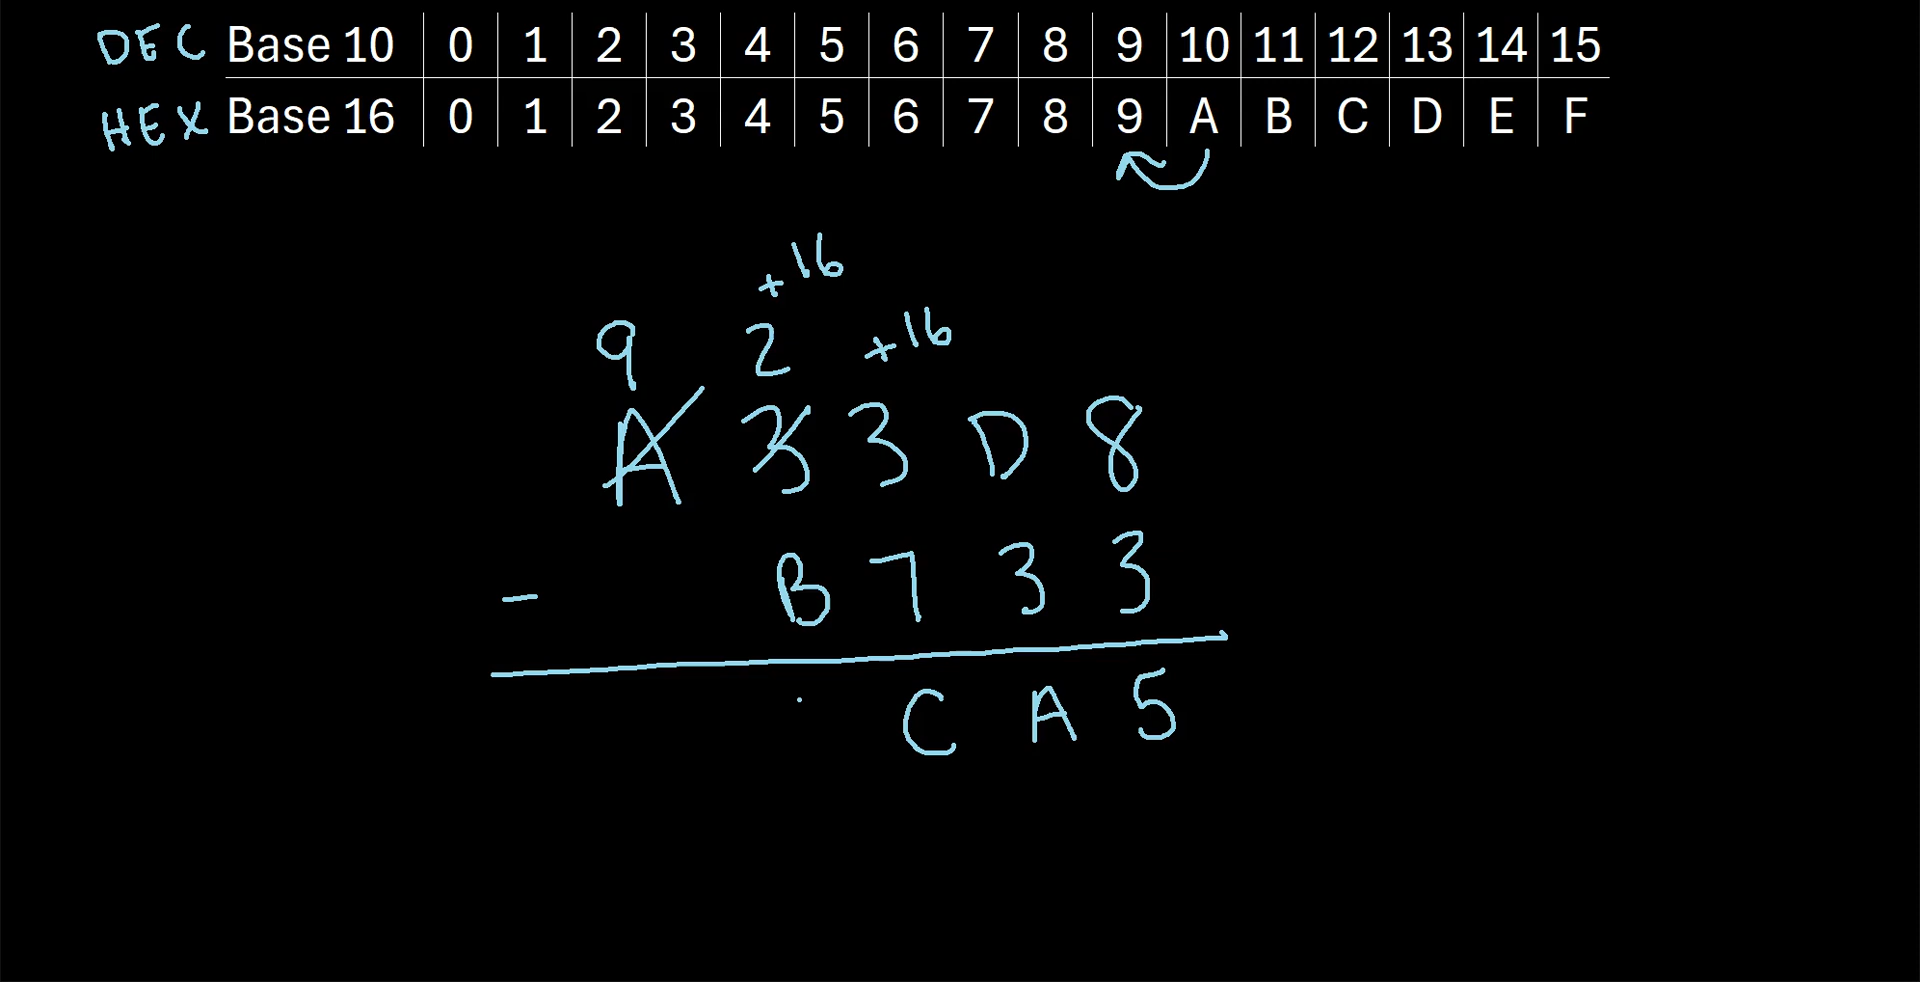 DEC Base 10 0 1 2 3 4 5 6 7 8 9 10 11 12 13 14 15
HEX Base 16 0 1 2 3 4 5 6 7 8 9 A B C D E F
+16
9 2 +16
A 3 3 D 8
- B 7 3 3
C A 5